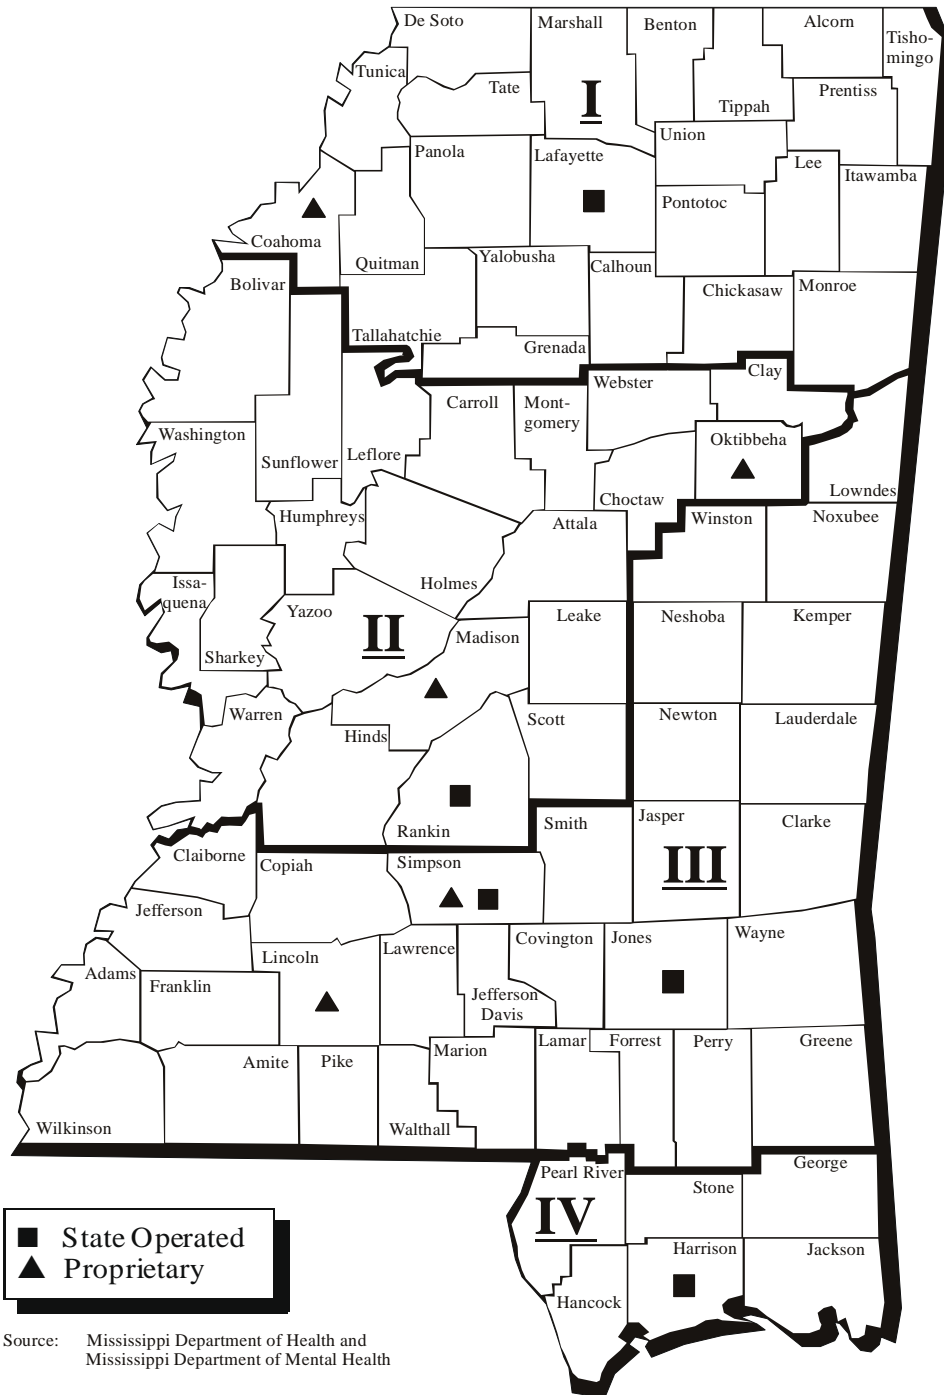 De Soto
Marshall
Benton
Alcorn
Tisho-
mingo
Tunica
Tate
I
Tippah
Prentiss
Union
Panola
Lafayette
Lee
Itawamba
Pontotoc
Coahoma
Quitman
Yalobusha
Calhoun
Bolivar
Chickasaw
Monroe
Tallahatchie
Grenada
Clay
Webster
Carroll
Mont-
gomery
Washington
Oktibbeha
Sunflower
Leflore
Lowndes
Choctaw
Humphreys
Attala
Winston
Noxubee
Issa-
quena
Holmes
Yazoo
II
Leake
Neshoba
Kemper
Madison
Sharkey
Warren
Scott
Newton
Lauderdale
Hinds
Rankin
Smith
Jasper
Clarke
Claiborne
Copiah
Simpson
III
Jefferson
Covington
Jones
Wayne
Lawrence
Lincoln
Adams
Franklin
Jefferson
Davis
Marion
Lamar
Forrest
Perry
Greene
Amite
Pike
Wilkinson
Walthall
George
Pearl River
Stone
IV
Harrison
Jackson
Hancock
State Operated
Proprietary
Source: Mississippi Department of Health and
Mississippi Department of Mental Health